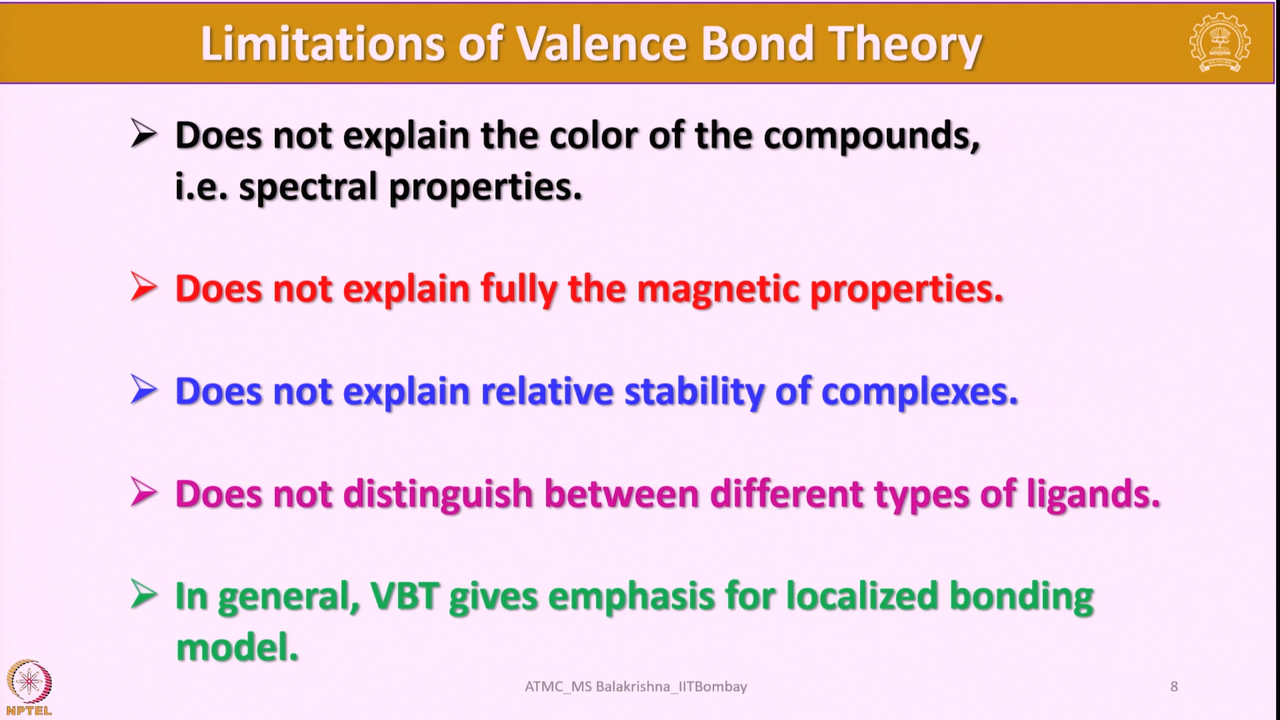 Limitations of Valence Bond Theory
Does not explain the color of the compounds,
i.e. spectral properties.
Does not explain fully the magnetic properties.
Does not explain relative stability of complexes.
Does not distinguish between different types of ligands.
In general, VBT gives emphasis for localized bonding
model.
NPTEL
ATMC_MS Balakrishna_IITBombay
8